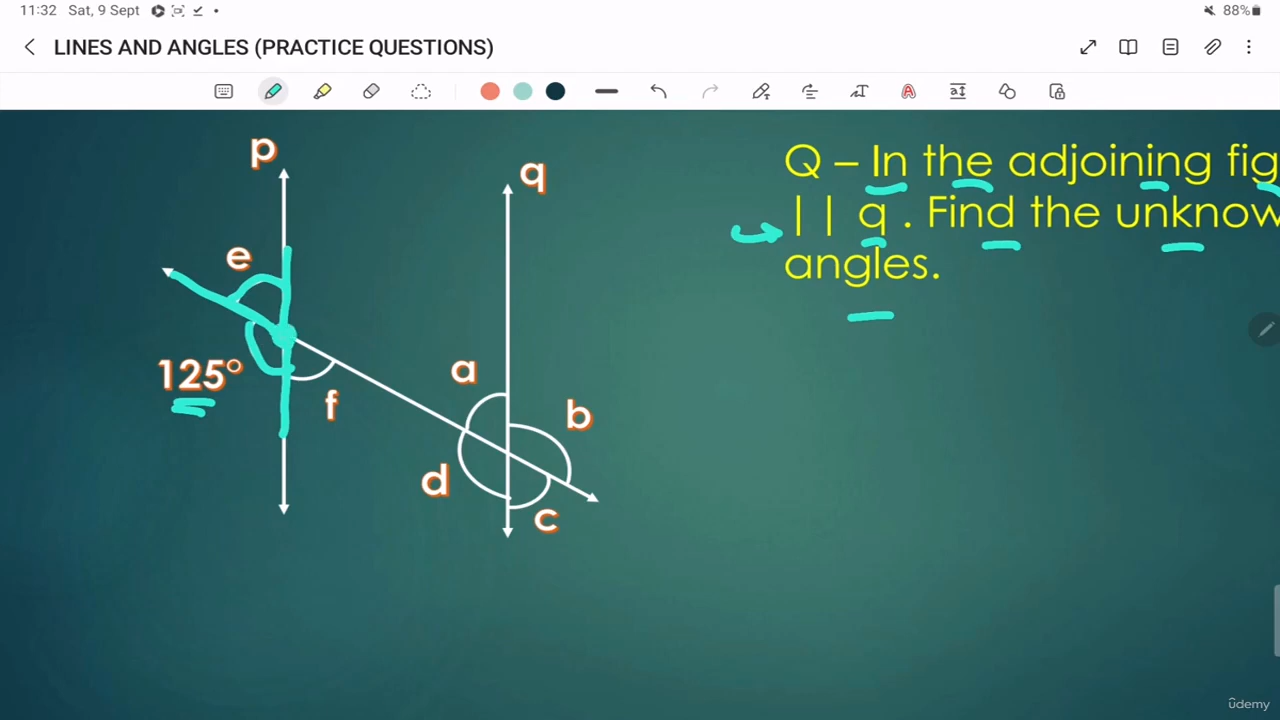 11:32 Sat, 9 Sept
88%
LINES AND ANGLES (PRACTICE QUESTIONS)
p
q
Q – In the adjoining fig
|| q . Find the unknow
angles.
e
125°
f
a
b
d
c
ûdemy